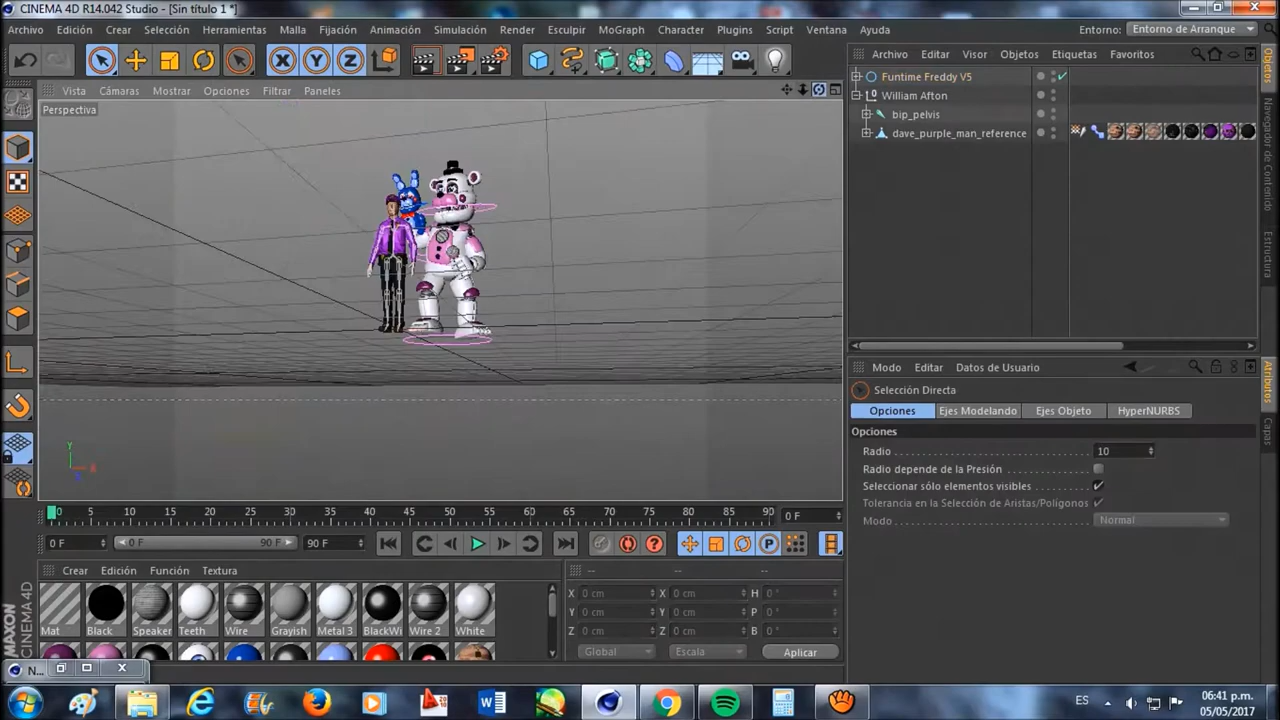 CINEMA 4D R14.042 Studio - [Sin título 1 *]
Archivo Edición Crear Selección Herramientas Malla Fijación Animación Simulación Render Esculpir MoGraph Character Plugins Script Ventana Ayuda Entorno: Entorno de Arranque
Vista Cámaras Mostrar Opciones Filtrar Paneles
Perspectiva
Archivo Editar Visor Objetos Etiquetas Favoritos
Funtime Freddy V5
William Afton
bip_pelvis
dave_purple_man_reference
Objetos
Navegador de Contenido
Estructura
Modo Editar Datos de Usuario
Selección Directa
Opciones Ejes Modelando Ejes Objeto HyperNURBS
Opciones
Radio 10
Radio depende de la Presión
Seleccionar sólo elementos visibles
Tolerancia en la Selección de Aristas/Polígonos
Modo Normal
Atributos
Capas
Y
X
Z
0 5 10 15 20 25 30 35 40 45 50 55 60 65 70 75 80 85 90 0 F
0 F 0 F 90 F 90 F
Crear Edición Función Textura
Mat Black Speaker Teeth Wire Grayish Metal 3 BlackWi Wire 2 White
-- -- --
X 0 cm X 0 cm H 0 °
Y 0 cm Y 0 cm P 0 °
Z 0 cm Z 0 cm B 0 °
Global Escala Aplicar
MAXON CINEMA 4D
N...
ES 06:41 p.m.
05/05/2017